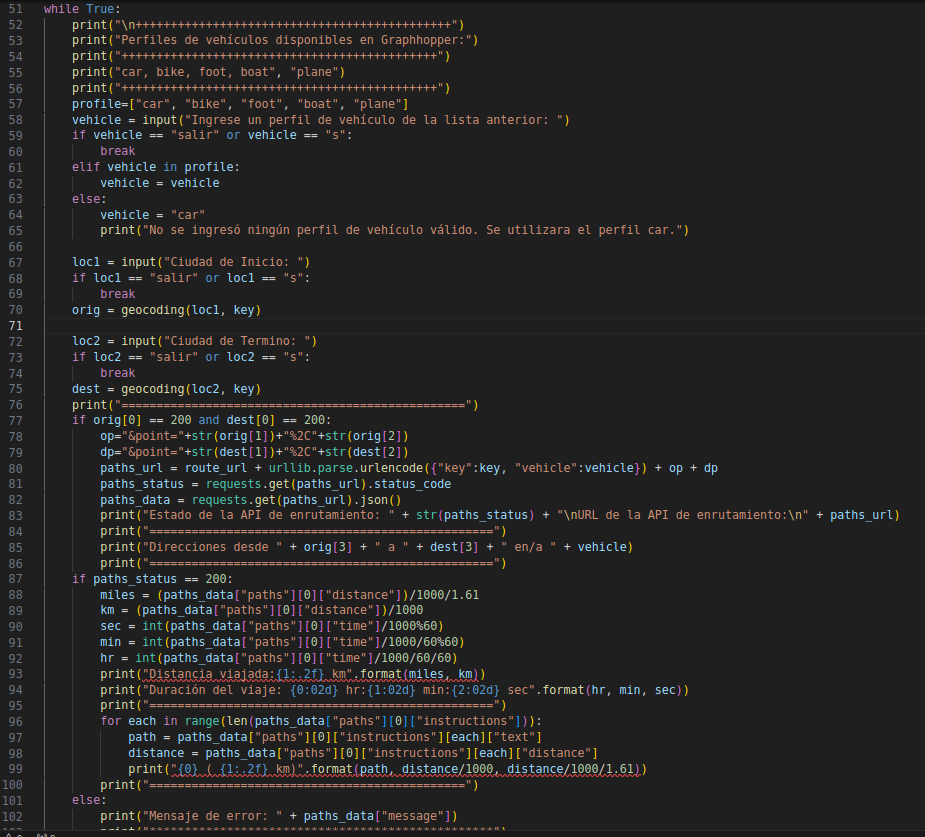 51 while True:
52     print("\n+++++++++++++++++++++++++++++++++++++++++++++")
53     print("Perfiles de vehículos disponibles en Graphhopper:")
54     print("+++++++++++++++++++++++++++++++++++++++++++++")
55     print("car, bike, foot, boat", "plane")
56     print("+++++++++++++++++++++++++++++++++++++++++++++")
57     profile=["car", "bike", "foot", "boat", "plane"]
58     vehicle = input("Ingrese un perfil de vehículo de la lista anterior: ")
59     if vehicle == "salir" or vehicle == "s":
60         break
61     elif vehicle in profile:
62         vehicle = vehicle
63     else:
64         vehicle = "car"
65         print("No se ingresó ningún perfil de vehículo válido. Se utilizara el perfil car.")
66
67     loc1 = input("Ciudad de Inicio: ")
68     if loc1 == "salir" or loc1 == "s":
69         break
70     orig = geocoding(loc1, key)
71
72     loc2 = input("Ciudad de Termino: ")
73     if loc2 == "salir" or loc2 == "s":
74         break
75     dest = geocoding(loc2, key)
76     print("=================================================")
77     if orig[0] == 200 and dest[0] == 200:
78         op="&point="+str(orig[1])+"%2C"+str(orig[2])
79         dp="&point="+str(dest[1])+"%2C"+str(dest[2])
80         paths_url = route_url + urllib.parse.urlencode({"key":key, "vehicle":vehicle}) + op + dp
81         paths_status = requests.get(paths_url).status_code
82         paths_data = requests.get(paths_url).json()
83         print("Estado de la API de enrutamiento: " + str(paths_status) + "\nURL de la API de enrutamiento:\n" + paths_url)
84         print("=================================================")
85         print("Direcciones desde " + orig[3] + " a " + dest[3] + " en/a " + vehicle)
86         print("=================================================")
87     if paths_status == 200:
88         miles = (paths_data["paths"][0]["distance"])/1000/1.61
89         km = (paths_data["paths"][0]["distance"])/1000
90         sec = int(paths_data["paths"][0]["time"]/1000%60)
91         min = int(paths_data["paths"][0]["time"]/1000/60%60)
92         hr = int(paths_data["paths"][0]["time"]/1000/60/60)
93         print("Distancia viajada:{1:.2f} km".format(miles, km))
94         print("Duración del viaje: {0:02d} hr:{1:02d} min:{2:02d} sec".format(hr, min, sec))
95         print("=================================================")
96         for each in range(len(paths_data["paths"][0]["instructions"])):
97             path = paths_data["paths"][0]["instructions"][each]["text"]
98             distance = paths_data["paths"][0]["instructions"][each]["distance"]
99             print("{0} ( {1:.2f} km)".format(path, distance/1000, distance/1000/1.61))
100         print("=============================================")
101     else:
102         print("Mensaje de error: " + paths_data["message"])